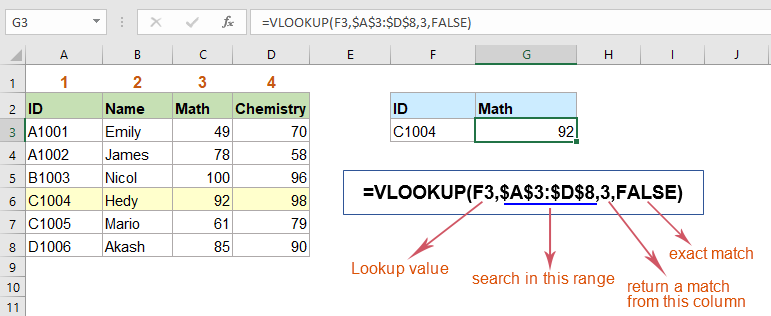 G3 fx =VLOOKUP(F3,$A$3:$D$8,3,FALSE)
A B C D E F G H I J
1 1 2 3 4
2 ID Name Math Chemistry ID Math
3 A1001 Emily 49 70 C1004 92
4 A1002 James 78 58
5 B1003 Nicol 100 96
6 C1004 Hedy 92 98
7 C1005 Mario 61 79
8 D1006 Akash 85 90
9
10
11
=VLOOKUP(F3,$A$3:$D$8,3,FALSE)
Lookup value
search in this range
return a match
from this column
exact match